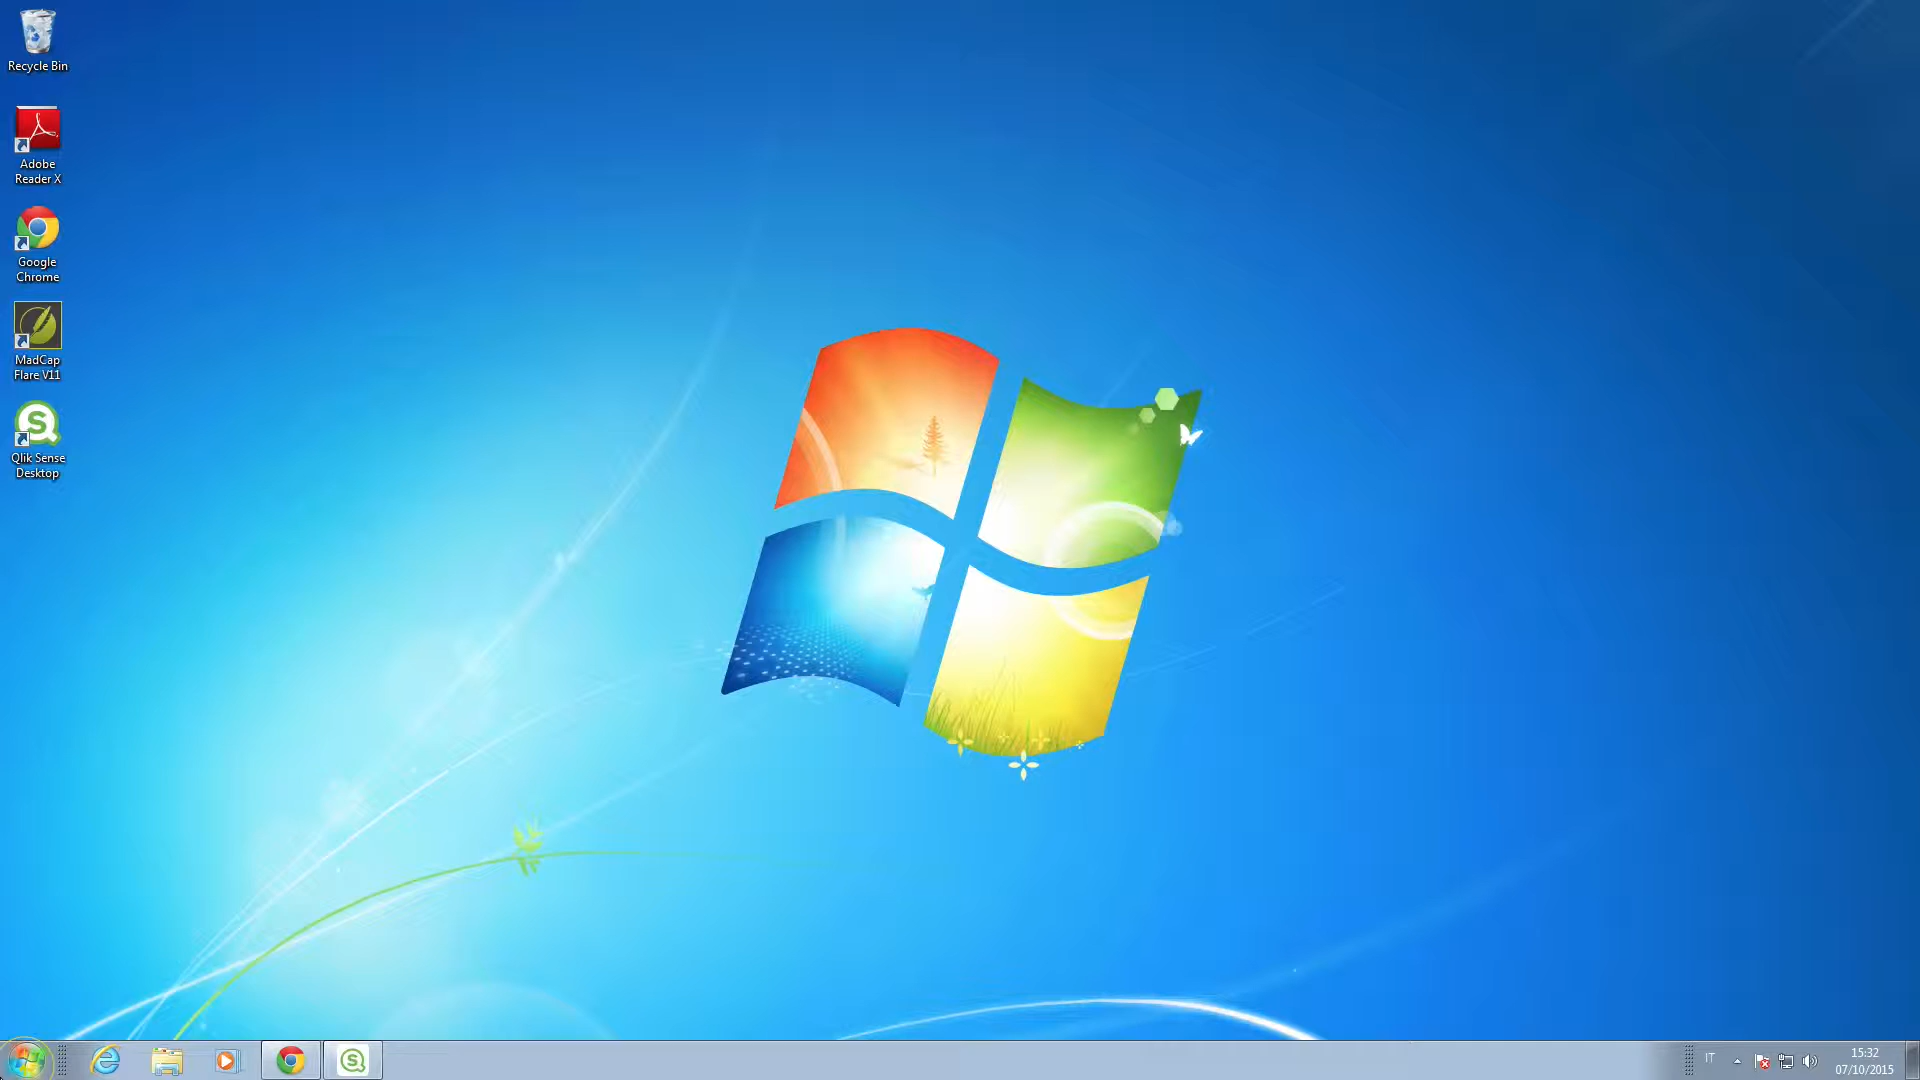 Recycle Bin
Adobe
Reader X
Google
Chrome
MadCap
Flare V11
Qlik Sense
Desktop
IT
15:32
07/10/2015